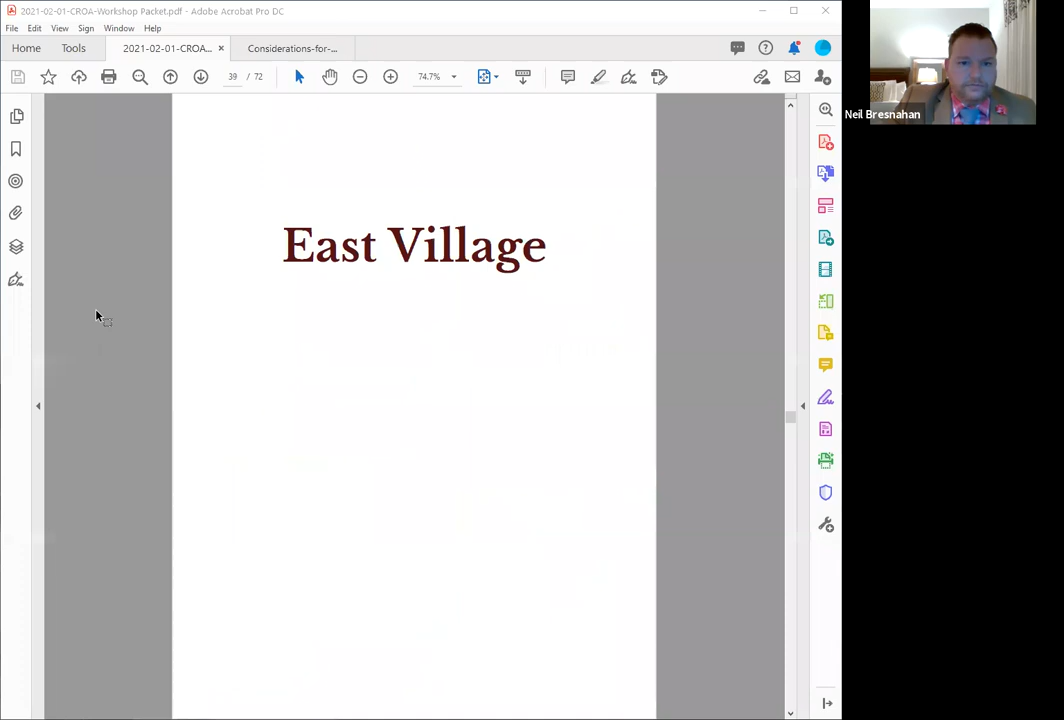 2021-02-01-CROA-Workshop Packet.pdf - Adobe Acrobat Pro DC
File Edit View Sign Window Help
Home Tools 2021-02-01-CROA... × Considerations-for-...
39 / 72 74.7%
Neil Bresnahan
East Village